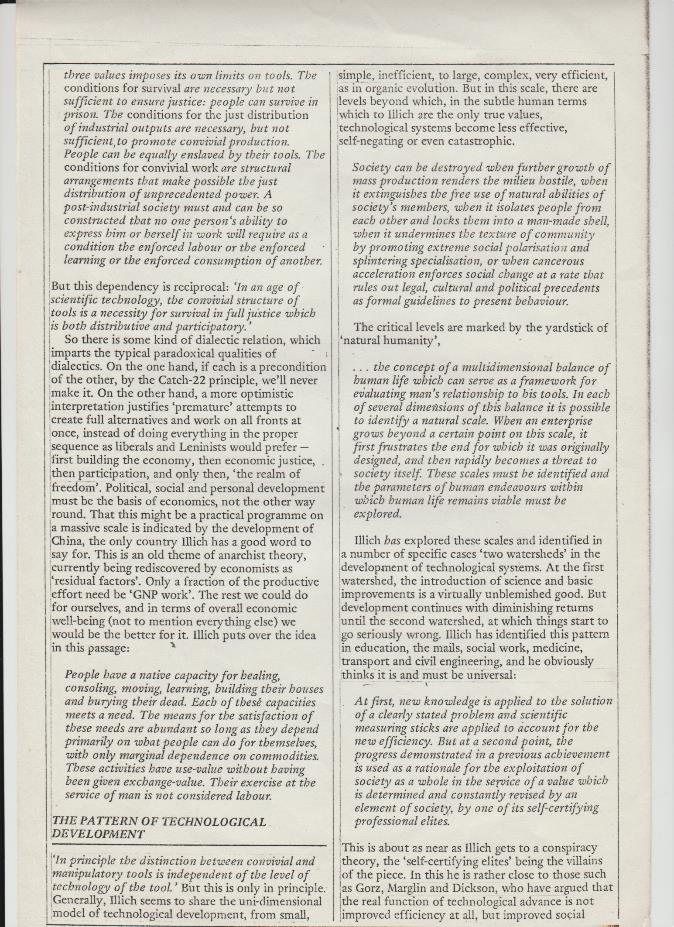 three values imposes its own limits on tools. The
conditions for survival are necessary but not
sufficient to ensure justice: people can survive in
prison. The conditions for the just distribution
of industrial outputs are necessary, but not
sufficient, to promote convivial production.
People can be equally enslaved by their tools. The
conditions for convivial work are structural
arrangements that make possible the just
distribution of unprecedented power. A
post-industrial society must and can be so
constructed that no one person's ability to
express him or herself in work will require as a
condition the enforced labour or the enforced
learning or the enforced consumption of another.
But this dependency is reciprocal: 'In an age of
scientific technology, the convivial structure of
tools is a necessity for survival in full justice which
is both distributive and participatory.'
So there is some kind of dialectic relation, which
imparts the typical paradoxical qualities of
dialectics. On the one hand, if each is a precondition
of the other, by the Catch-22 principle, we'll never
make it. On the other hand, a more optimistic
interpretation justifies 'premature' attempts to
create full alternatives and work on all fronts at
once, instead of doing everything in the proper
sequence as liberals and Leninists would prefer —
first building the economy, then economic justice,
then participation, and only then, 'the realm of
freedom'. Political, social and personal development
must be the basis of economics, not the other way
round. That this might be a practical programme on
a massive scale is indicated by the development of
China, the only country Illich has a good word to
say for. This is an old theme of anarchist theory,
currently being rediscovered by economists as
'residual factors'. Only a fraction of the productive
effort need be 'GNP work'. The rest we could do
for ourselves, and in terms of overall economic
well-being (not to mention everything else) we
would be the better for it. Illich puts over the idea
in this passage:
People have a native capacity for healing,
consoling, moving, learning, building their houses
and burying their dead. Each of these capacities
meets a need. The means for the satisfaction of
these needs are abundant so long as they depend
primarily on what people can do for themselves,
with only marginal dependence on commodities.
These activities have use-value without having
been given exchange-value. Their exercise at the
service of man is not considered labour.
THE PATTERN OF TECHNOLOGICAL
DEVELOPMENT
'In principle the distinction between convivial and
manipulatory tools is independent of the level of
technology of the tool.' But this is only in principle.
Generally, Illich seems to share the uni-dimensional
model of technological development, from small,
simple, inefficient, to large, complex, very efficient,
as in organic evolution. But in this scale, there are
levels beyond which, in the subtle human terms
which to Illich are the only true values,
technological systems become less effective,
self-negating or even catastrophic.
Society can be destroyed when further growth of
mass production renders the milieu hostile, when
it extinguishes the free use of natural abilities of
society's members, when it isolates people from
each other and locks them into a man-made shell,
when it undermines the texture of community
by promoting extreme social polarisation and
splintering specialisation, or when cancerous
acceleration enforces social change at a rate that
rules out legal, cultural and political precedents
as formal guidelines to present behaviour.
The critical levels are marked by the yardstick of
'natural humanity',
. . . the concept of a multidimensional balance of
human life which can serve as a framework for
evaluating man's relationship to his tools. In each
of several dimensions of this balance it is possible
to identify a natural scale. When an enterprise
grows beyond a certain point on this scale, it
first frustrates the end for which it was originally
designed, and then rapidly becomes a threat to
society itself. These scales must be identified and
the parameters of human endeavours within
which human life remains viable must be
explored.
Illich has explored these scales and identified in
a number of specific cases 'two watersheds' in the
development of technological systems. At the first
watershed, the introduction of science and basic
improvements is a virtually unblemished good. But
development continues with diminishing returns
until the second watershed, at which things start to
go seriously wrong. Illich has identified this pattern
in education, the mails, social work, medicine,
transport and civil engineering, and he obviously
thinks it is and must be universal:
At first, new knowledge is applied to the solution
of a clearly stated problem and scientific
measuring sticks are applied to account for the
new efficiency. But at a second point, the
progress demonstrated in a previous achievement
is used as a rationale for the exploitation of
society as a whole in the service of a value which
is determined and constantly revised by an
element of society, by one of its self-certifying
professional elites.
This is about as near as Illich gets to a conspiracy
theory, the 'self-certifying elites' being the villains
of the piece. In this he is rather close to those such
as Gorz, Marglin and Dickson, who have argued that
the real function of technological advance is not
improved efficiency at all, but improved social